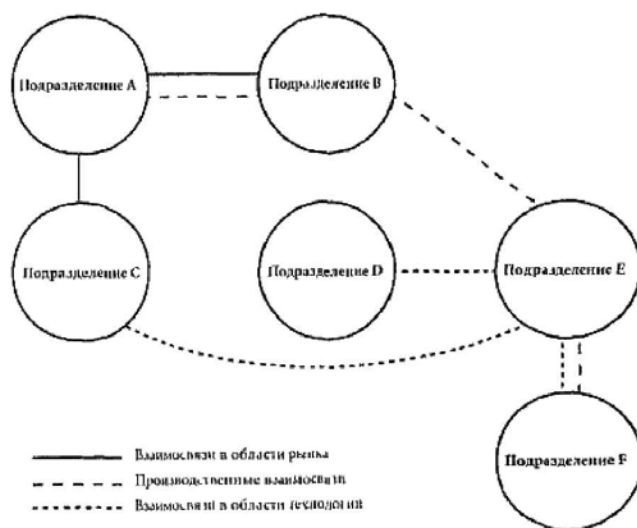 Подразделение A
Подразделение B
Подразделение C
Подразделение D
Подразделение E
Подразделение F
Взаимосвязи в области рынка
Производственные взаимосвязи
Взаимосвязи в области технологии